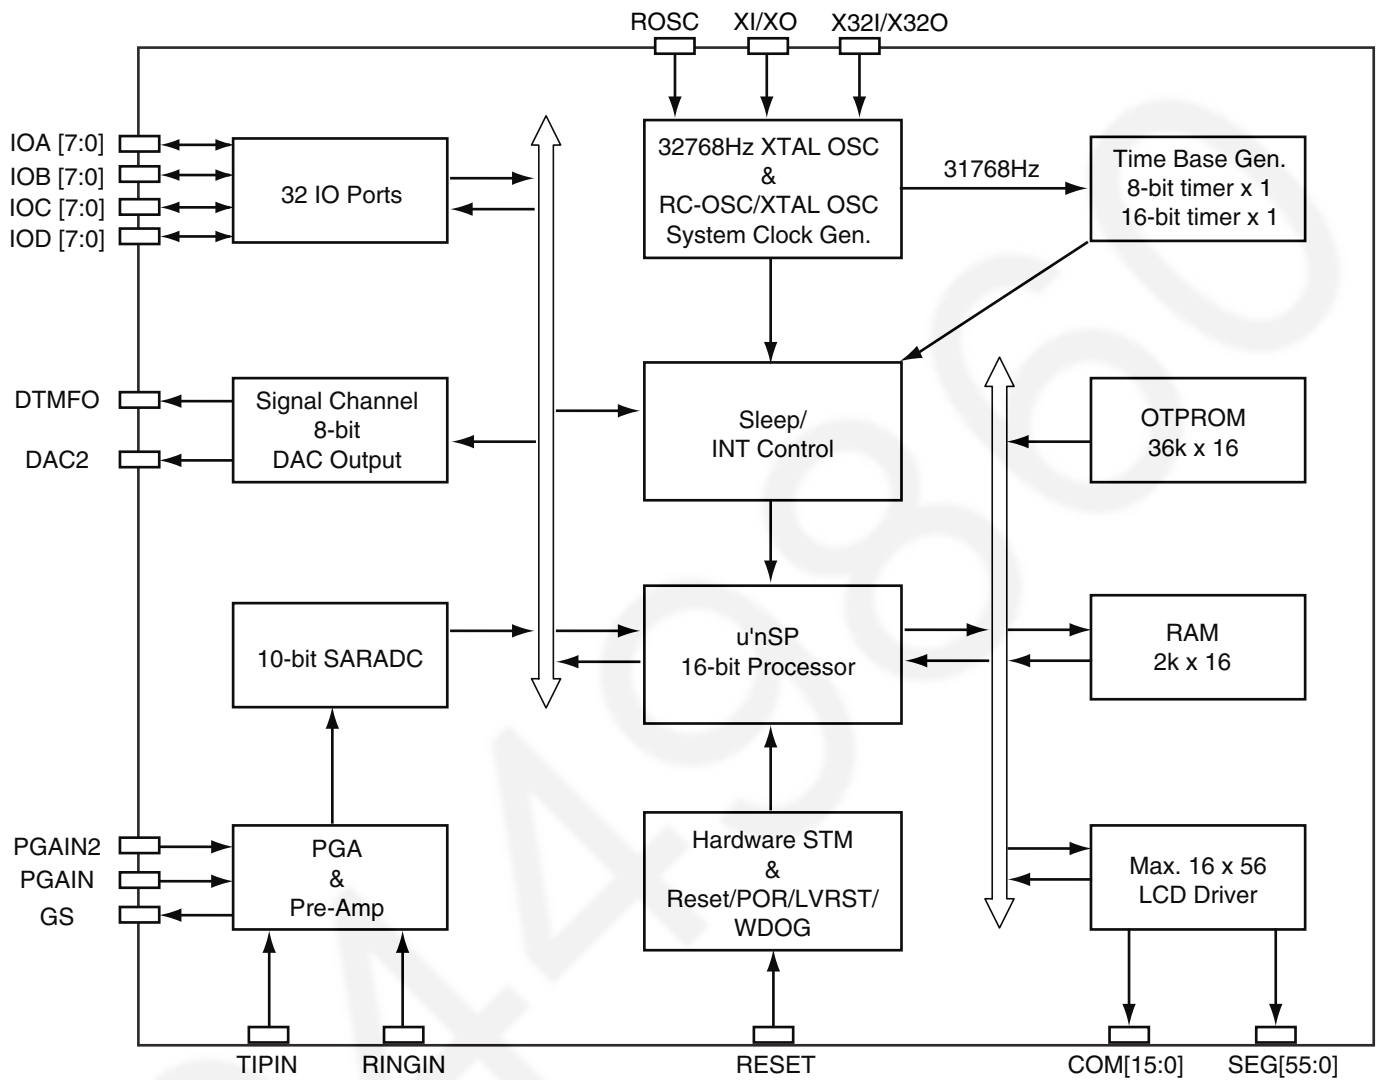 ROSC
XI/XO
X32I/X32O
IOA [7:0]
IOB [7:0]
IOC [7:0]
IOD [7:0]
32 IO Ports
32768Hz XTAL OSC
&
RC-OSC/XTAL OSC
System Clock Gen.
31768Hz
Time Base Gen.
8-bit timer x 1
16-bit timer x 1
DTMFO
DAC2
Signal Channel
8-bit
DAC Output
Sleep/
INT Control
OTPROM
36k x 16
10-bit SARADC
u'nSP
16-bit Processor
RAM
2k x 16
PGAIN2
PGAIN
GS
PGA
&
Pre-Amp
Hardware STM
&
Reset/POR/LVRST/
WDOG
Max. 16 x 56
LCD Driver
TIPIN
RINGIN
RESET
COM[15:0]
SEG[55:0]